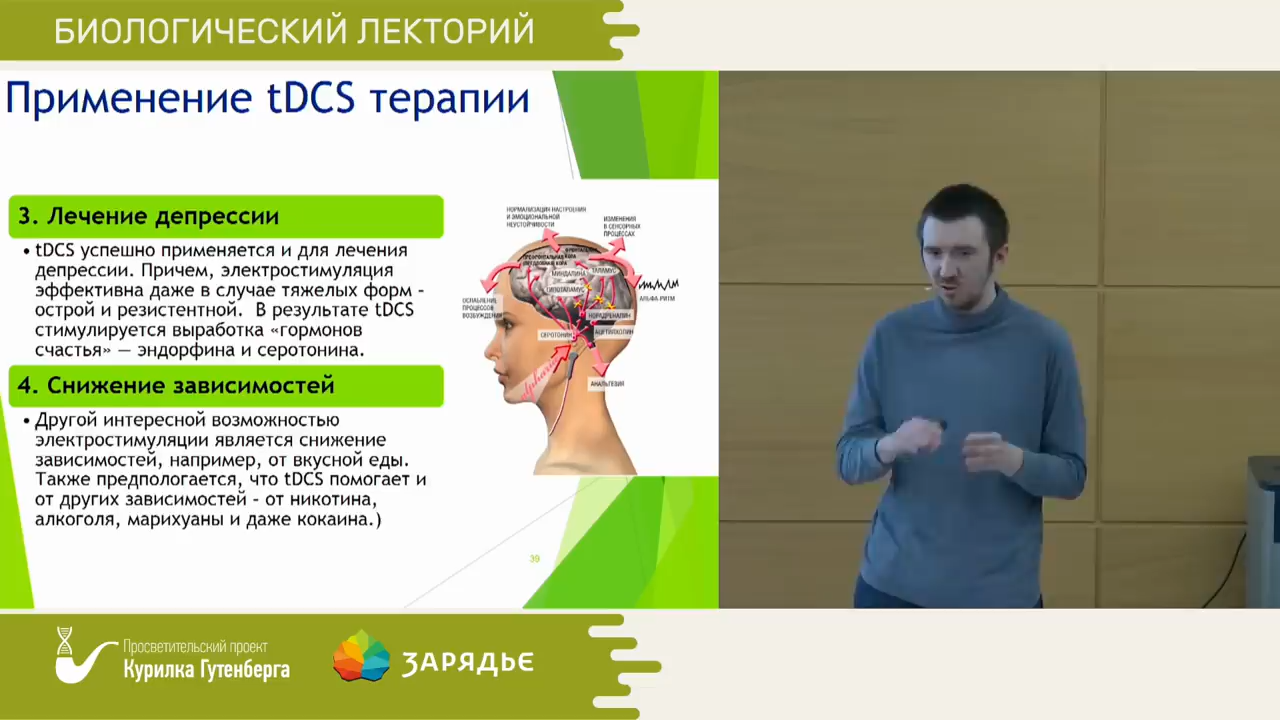 БИОЛОГИЧЕСКИЙ ЛЕКТОРИЙ
Применение tDCS терапии
3. Лечение депрессии
• tDCS успешно применяется и для лечения
депрессии. Причем, электростимуляция
эффективна даже в случае тяжелых форм –
острой и резистентной. В результате tDCS
стимулируется выработка «гормонов
счастья» — эндорфина и серотонина.
4. Снижение зависимостей
• Другой интересной возможностью
электростимуляции является снижение
зависимостей, например, от вкусной еды.
Также предпологается, что tDCS помогает и
от других зависимостей – от никотина,
алкоголя, марихуаны и даже кокаина.)
НОРМАЛИЗАЦИЯ НАСТРОЕНИЯ
И ЭМОЦИОНАЛЬНОЙ
НЕУСТОЙЧИВОСТИ
ИЗМЕНЕНИЯ
В СЕНСОРНЫХ
ПРОЦЕССАХ
ПРЕФРОНТАЛЬНАЯ КОРА
МИНДАЛИНА
ТАЛАМУС
ГИПОТАЛАМУС
АЛЬФА-РИТМ
ОСЛАБЛЕНИЕ
ПРОЦЕССОВ
ВОЗБУЖДЕНИЯ
НОРАДРЕНАЛИН
СЕРОТОНИН
АЦЕТИЛХОЛИН
АНАЛЬГЕЗИЯ
39
Просветительский проект
Курилка Гутенберга
ЗАРЯДЬЕ